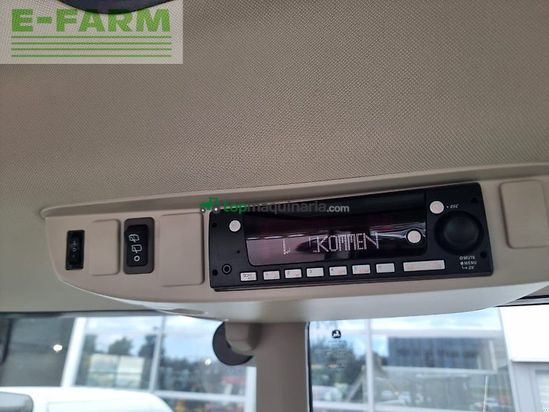 E-FARM
topmaquinaria.com
KOMMEN
ESC
MUTE
MENU